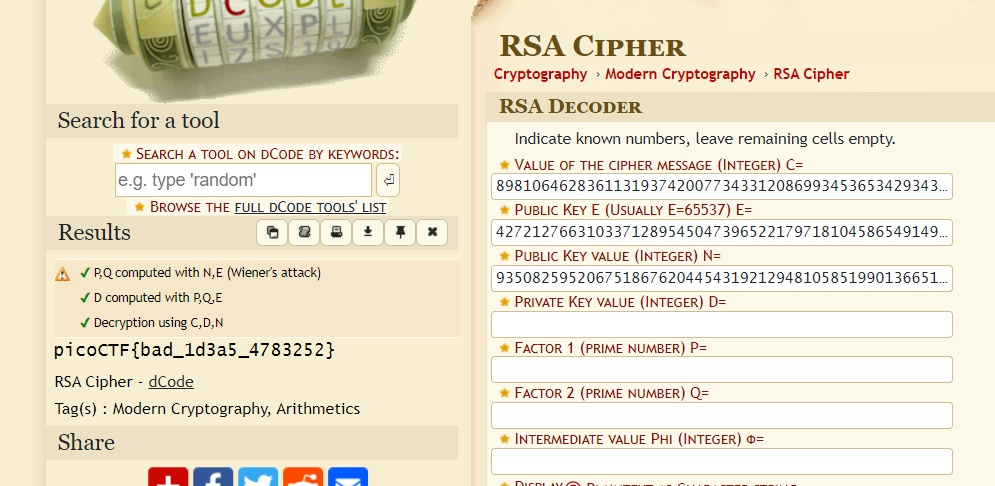 D C O D E
E U X P L
Search for a tool
SEARCH A TOOL ON DCODE BY KEYWORDS:
e.g. type 'random'
BROWSE THE FULL DCODE TOOLS' LIST
Results
P,Q computed with N,E (Wiener's attack)
D computed with P,Q,E
Decryption using C,D,N
picoCTF{bad_1d3a5_4783252}
RSA Cipher - dCode
Tag(s) : Modern Cryptography, Arithmetics
Share
RSA CIPHER
Cryptography › Modern Cryptography › RSA Cipher
RSA DECODER
Indicate known numbers, leave remaining cells empty.
VALUE OF THE CIPHER MESSAGE (INTEGER) C=
8981064628361131937420077343312086993453653429343…
PUBLIC KEY E (USUALLY E=65537) E=
4272127663103371289545047396522179718104586549149…
PUBLIC KEY VALUE (INTEGER) N=
935082595206751867620445431921294810585199013665​1…
PRIVATE KEY VALUE (INTEGER) D=
FACTOR 1 (PRIME NUMBER) P=
FACTOR 2 (PRIME NUMBER) Q=
INTERMEDIATE VALUE PHI (INTEGER) Φ=